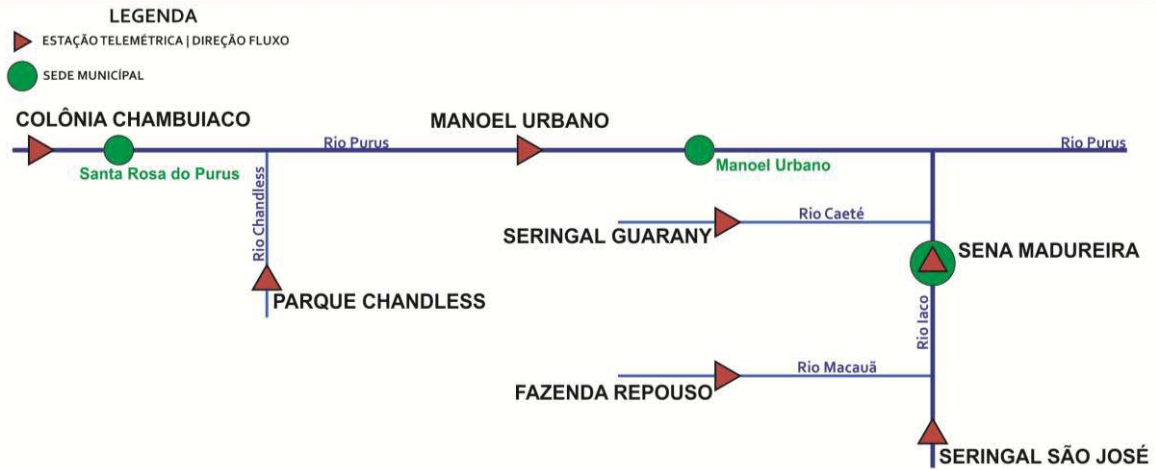 LEGENDA
ESTAÇÃO TELEMÉTRICA | DIREÇÃO FLUXO
SEDE MUNICÍPAL
COLÔNIA CHAMBUIACO
MANOEL URBANO
Rio Purus
Rio Purus
Santa Rosa do Purus
Manoel Urbano
Rio Chandless
Rio Caeté
SERINGAL GUARANY
SENA MADUREIRA
PARQUE CHANDLESS
Rio Iaco
Rio Macauã
FAZENDA REPOUSO
SERINGAL SÃO JOSÉ